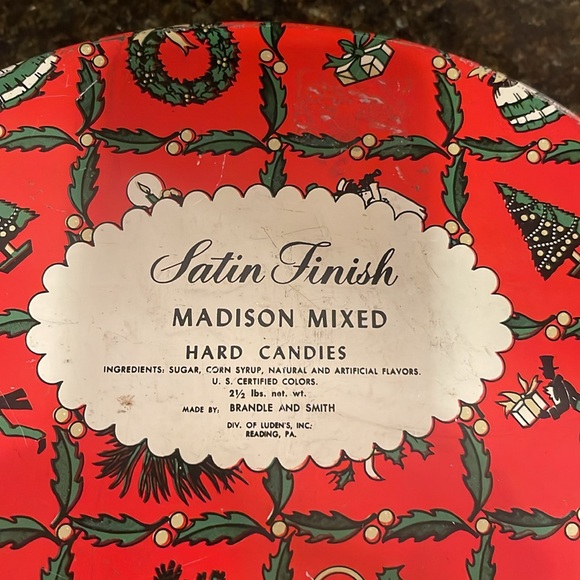 Satin Finish
MADISON MIXED
HARD CANDIES
INGREDIENTS: SUGAR, CORN SYRUP, NATURAL AND ARTIFICIAL FLAVORS.
U. S. CERTIFIED COLORS.
2½ lbs. net. wt.
MADE BY: BRANDLE AND SMITH
DIV. OF LUDEN'S, INC.
READING, PA.